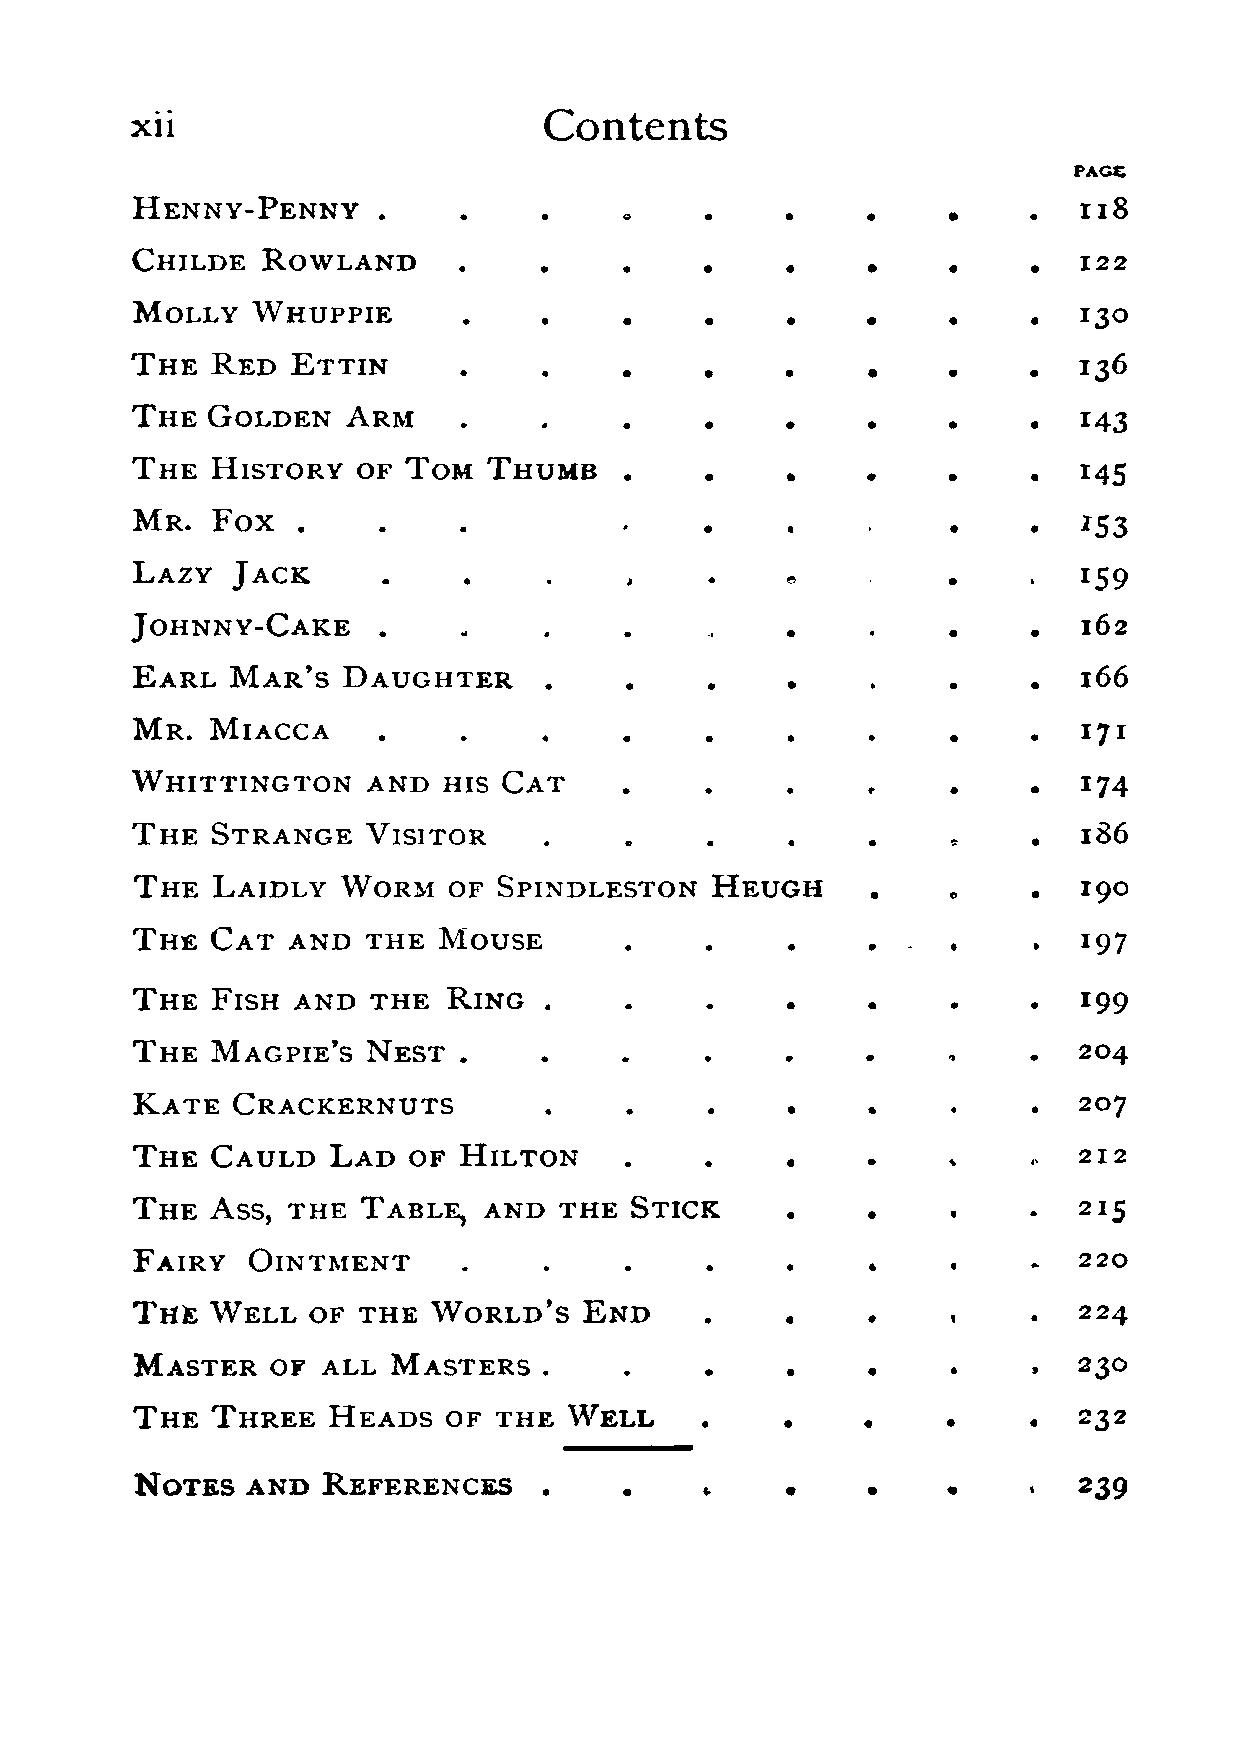 xii Contents
PAGE
HENNY-PENNY . . . . . . . . . 118
CHILDE ROWLAND . . . . . . . . 122
MOLLY WHUPPIE . . . . . . . . 130
THE RED ETTIN . . . . . . . . 136
THE GOLDEN ARM . . . . . . . . 143
THE HISTORY OF TOM THUMB . . . . . . 145
MR. FOX . . . . . . . . . 153
LAZY JACK . . . . . . . . . 159
JOHNNY-CAKE . . . . . . . . . 162
EARL MAR'S DAUGHTER . . . . . . . 166
MR. MIACCA . . . . . . . . . 171
WHITTINGTON AND HIS CAT . . . . . . 174
THE STRANGE VISITOR . . . . . . . 186
THE LAIDLY WORM OF SPINDLESTON HEUGH . . . 190
THE CAT AND THE MOUSE . . . . . . 197
THE FISH AND THE RING . . . . . . . 199
THE MAGPIE'S NEST . . . . . . . . 204
KATE CRACKERNUTS . . . . . . . 207
THE CAULD LAD OF HILTON . . . . . . 212
THE ASS, THE TABLE, AND THE STICK . . . . 215
FAIRY OINTMENT . . . . . . . . 220
THE WELL OF THE WORLD'S END . . . . . 224
MASTER OF ALL MASTERS . . . . . . . 230
THE THREE HEADS OF THE WELL . . . . . 232
NOTES AND REFERENCES . . . . . . . 239